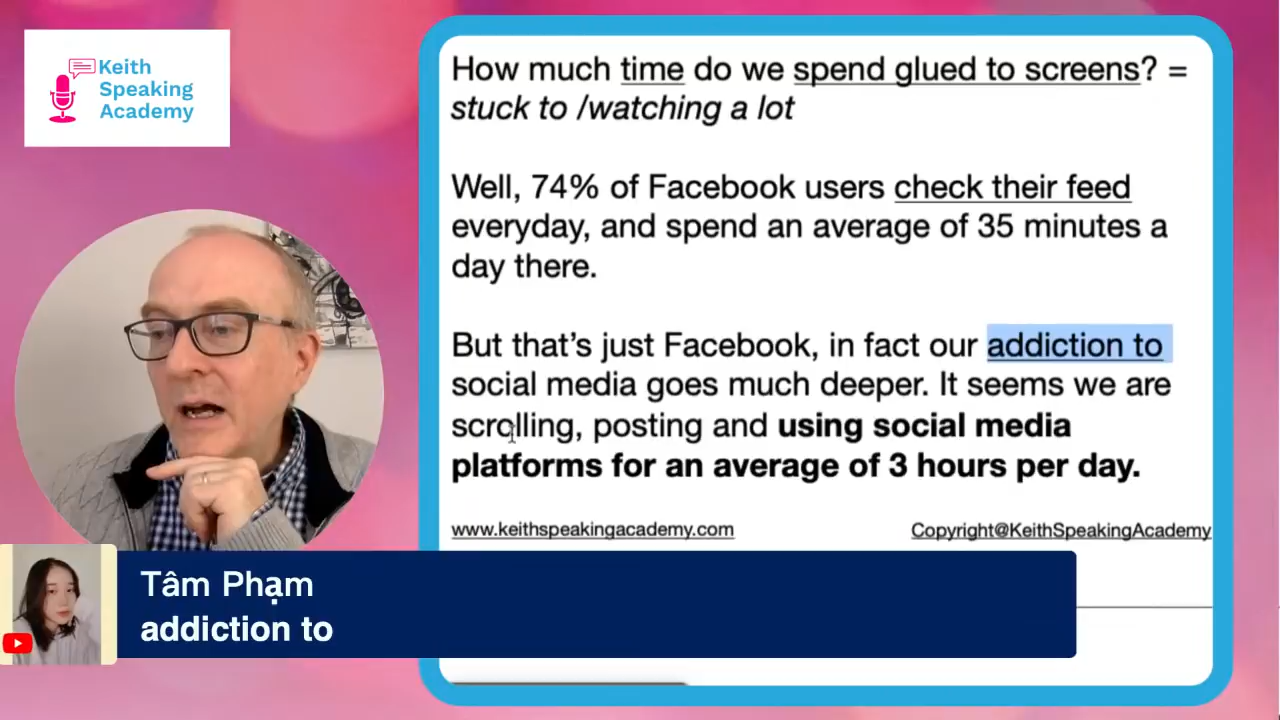 Keith
Speaking
Academy
How much time do we spend glued to screens? =
stuck to /watching a lot
Well, 74% of Facebook users check their feed
everyday, and spend an average of 35 minutes a
day there.
But that’s just Facebook, in fact our addiction to
social media goes much deeper. It seems we are
scrolling, posting and using social media
platforms for an average of 3 hours per day.
www.keithspeakingacademy.com
Copyright@KeithSpeakingAcademy
Tâm Phạm
addiction to